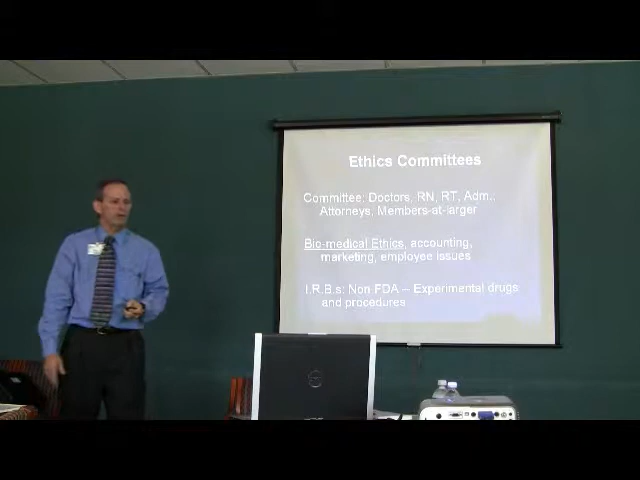 Ethics Committees
Committee: Doctors, RN, RT, Adm.,
Attorneys, Members-at-larger
Bio-medical Ethics, accounting,
marketing, employee issues
I.R.B.s: Non FDA – Experimental drugs
and procedures